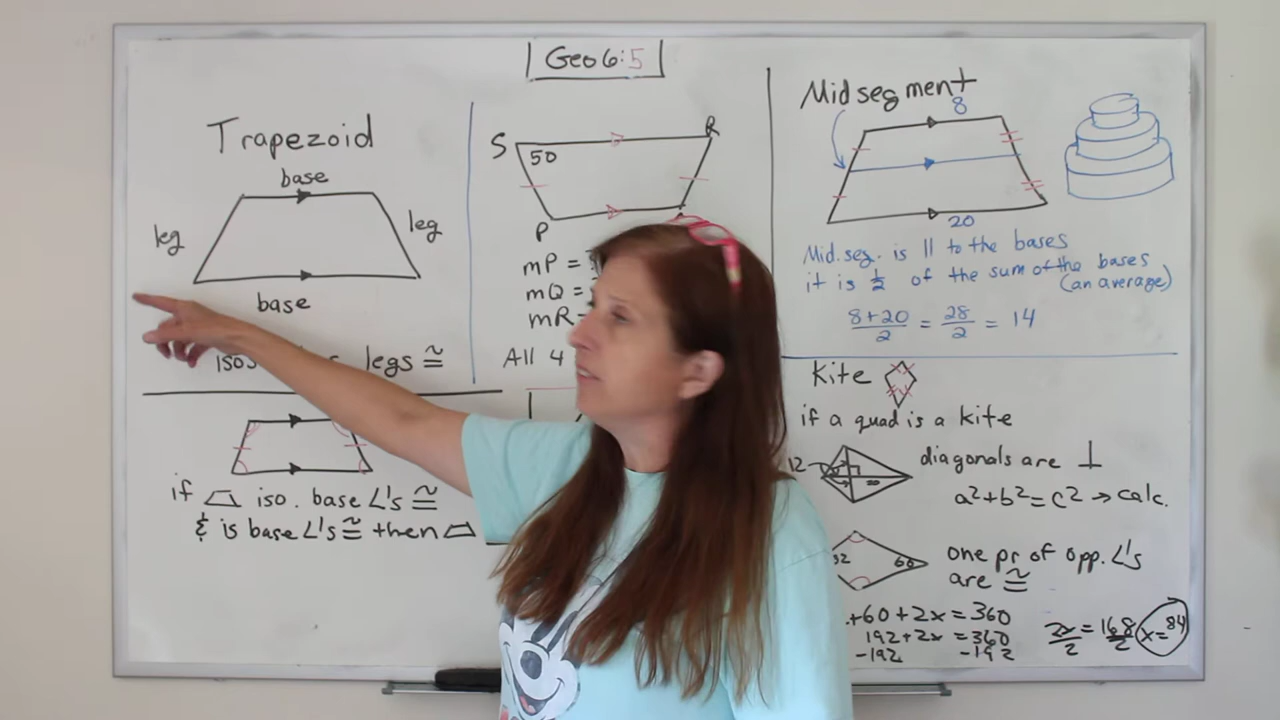 Geo 6:5
Trapezoid
base
leg
leg
base
legs ≅
if iso. base ∠'s ≅
& is base ∠'s ≅ then
S
R
50
P
mP =
mQ =
mR =
All 4
Midsegment
8
20
Mid.seg. is || to the bases
it is ½ of the sum of the bases
(an average)
8+20/2 = 28/2 = 14
Kite
if a quad is a kite
12
diagonals are ⊥
a²+b²=c² → calc.
60
one pr of opp. ∠'s
are ≅
+60+2x=360
192+2x=360
-192 -192
2x/2 = 168/2 x=84